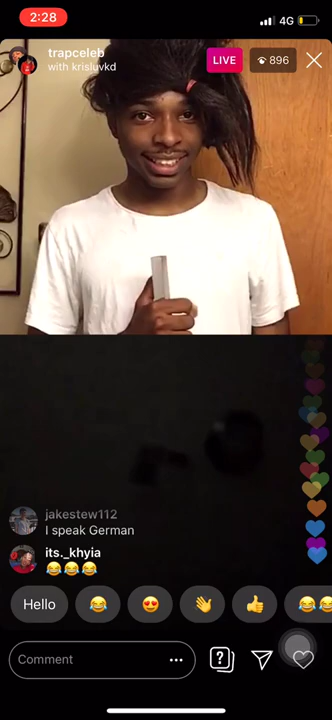 2:28
4G
trapceleb
with krisluvkd
LIVE
896
jakestew112
I speak German
its._khyia
😂😂😂
Hello
Comment